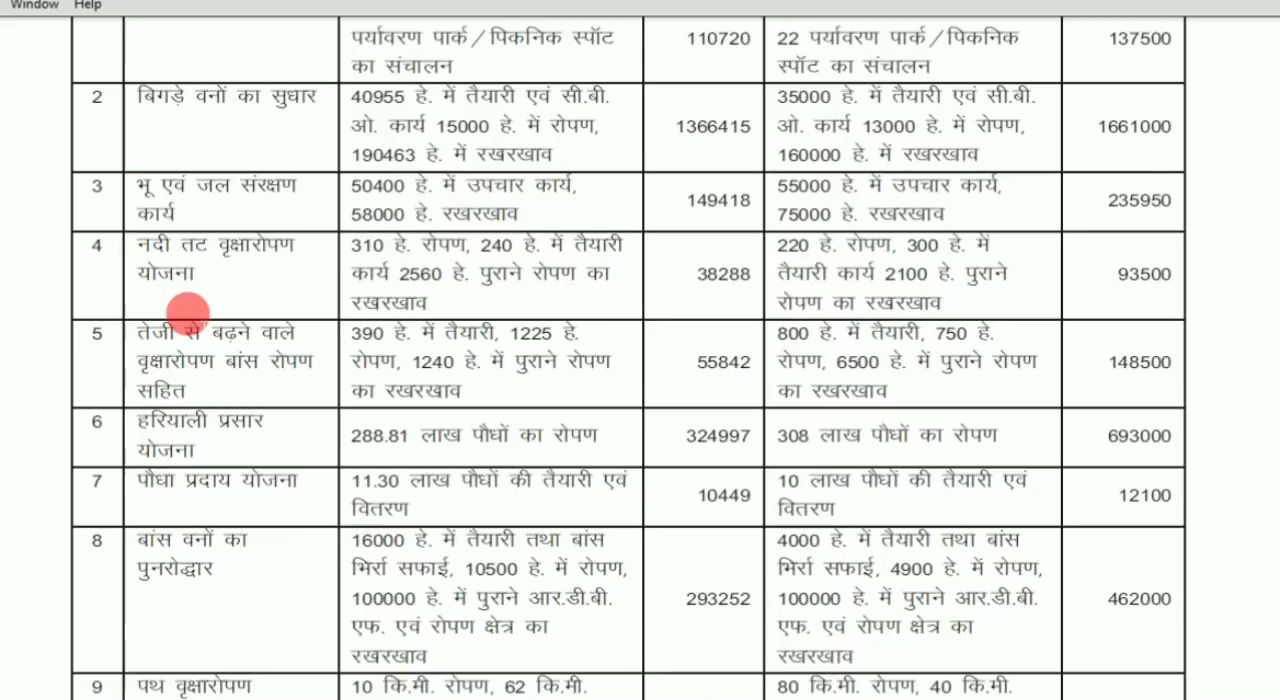 Window Help
पर्यावरण पार्क/पिकनिक स्पॉट
का संचालन
110720
22 पर्यावरण पार्क/पिकनिक
स्पॉट का संचालन
137500
2
बिगड़े वनों का सुधार
40955 हे. में तैयारी एवं सी.बी.
ओ. कार्य 15000 हे. में रोपण,
190463 हे. में रखरखाव
1366415
35000 हे. में तैयारी एवं सी.बी.
ओ. कार्य 13000 हे. में रोपण,
160000 हे. में रखरखाव
1661000
3
भू एवं जल संरक्षण
कार्य
50400 हे. में उपचार कार्य,
58000 हे. रखरखाव
149418
55000 हे. में उपचार कार्य,
75000 हे. रखरखाव
235950
4
नदी तट वृक्षारोपण
योजना
310 हे. रोपण, 240 हे. में तैयारी
कार्य 2560 हे. पुराने रोपण का
रखरखाव
38288
220 हे. रोपण, 300 हे. में
तैयारी कार्य 2100 हे. पुराने
रोपण का रखरखाव
93500
5
तेजी से बढ़ने वाले
वृक्षारोपण बांस रोपण
सहित
390 हे. में तैयारी, 1225 हे.
रोपण, 1240 हे. में पुराने रोपण
का रखरखाव
55842
800 हे. में तैयारी, 750 हे.
रोपण, 6500 हे. में पुराने रोपण
का रखरखाव
148500
6
हरियाली प्रसार
योजना
288.81 लाख पौधों का रोपण
324997
308 लाख पौधों का रोपण
693000
7
पौधा प्रदाय योजना
11.30 लाख पौधों की तैयारी एवं
वितरण
10449
10 लाख पौधों की तैयारी एवं
वितरण
12100
8
बांस वनों का
पुनरोद्धार
16000 हे. में तैयारी तथा बांस
भिर्रा सफाई, 10500 हे. में रोपण,
100000 हे. में पुराने आर.डी.बी.
एफ. एवं रोपण क्षेत्र का
रखरखाव
293252
4000 हे. में तैयारी तथा बांस
भिर्रा सफाई, 4900 हे. में रोपण,
100000 हे. में पुराने आर.डी.बी.
एफ. एवं रोपण क्षेत्र का
रखरखाव
462000
9
पथ वृक्षारोपण
10 कि.मी. रोपण, 62 कि.मी.
80 कि.मी. रोपण, 40 कि.मी.